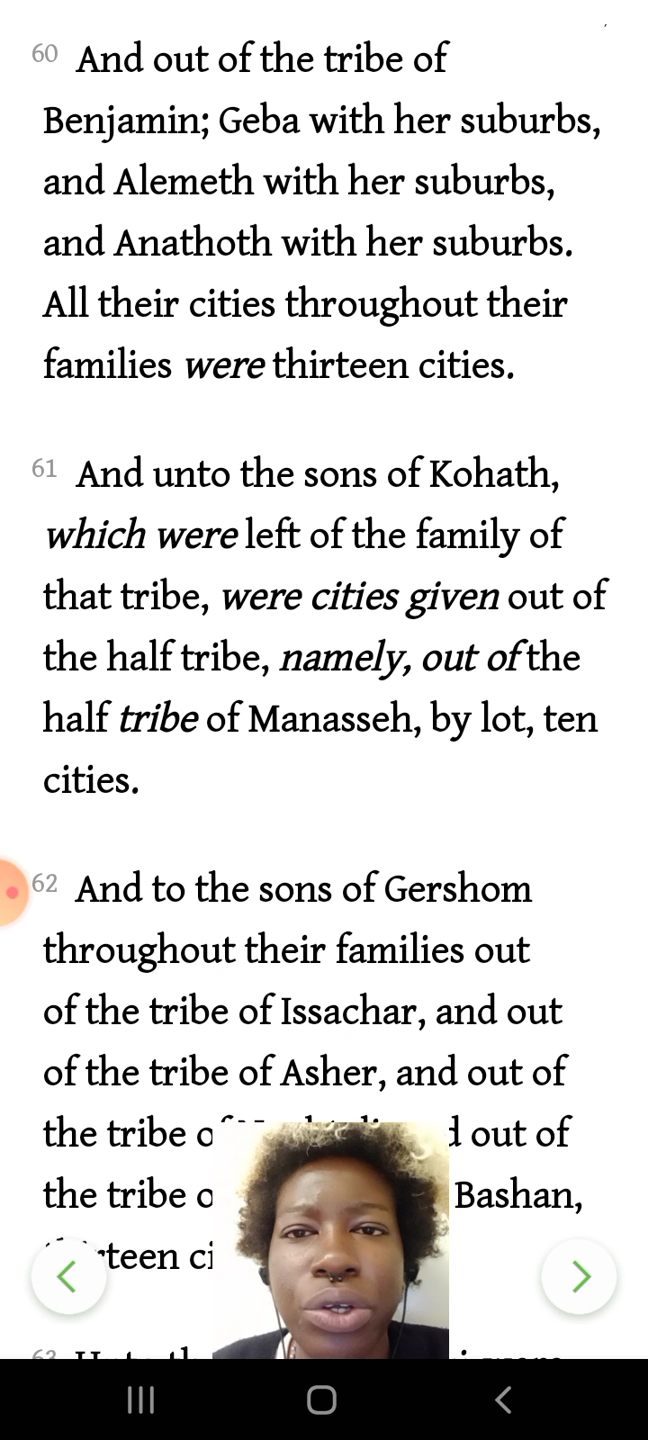 60 And out of the tribe of
Benjamin; Geba with her suburbs,
and Alemeth with her suburbs,
and Anathoth with her suburbs.
All their cities throughout their
families were thirteen cities.
61 And unto the sons of Kohath,
which were left of the family of
that tribe, were cities given out of
the half tribe, namely, out of the
half tribe of Manasseh, by lot, ten
cities.
62 And to the sons of Gershom
throughout their families out
of the tribe of Issachar, and out
of the tribe of Asher, and out of
the tribe out of
the tribe Bashan,